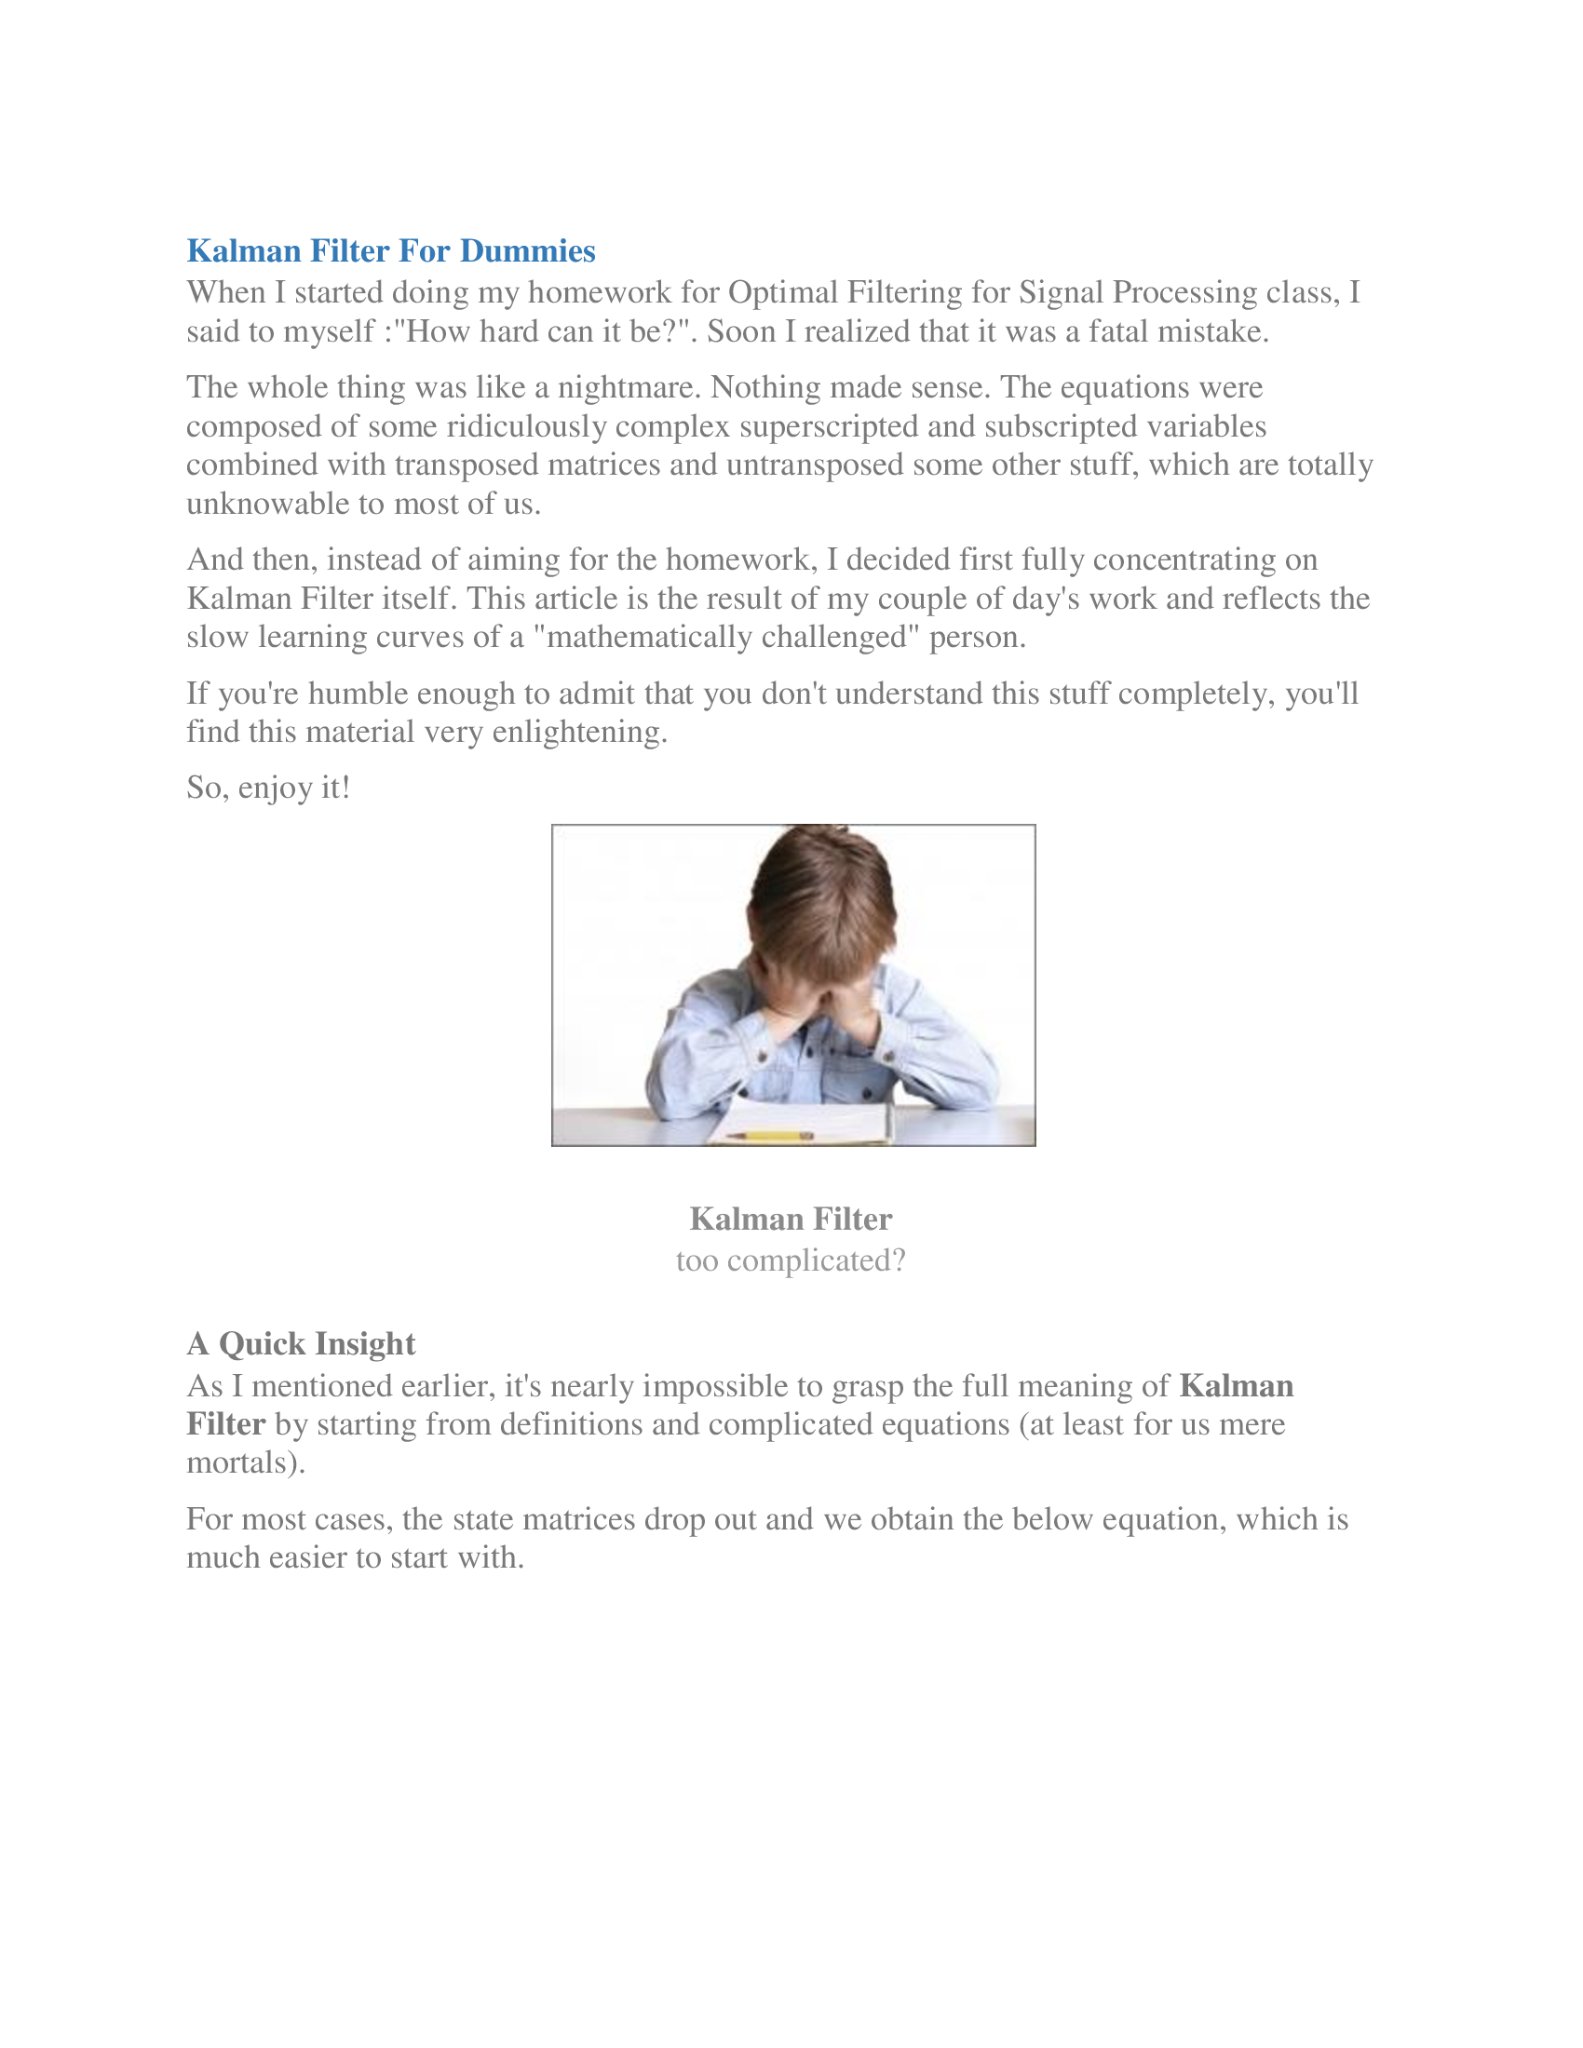 Kalman Filter For Dummies
When I started doing my homework for Optimal Filtering for Signal Processing class, I
said to myself :"How hard can it be?". Soon I realized that it was a fatal mistake.
The whole thing was like a nightmare. Nothing made sense. The equations were
composed of some ridiculously complex superscripted and subscripted variables
combined with transposed matrices and untransposed some other stuff, which are totally
unknowable to most of us.
And then, instead of aiming for the homework, I decided first fully concentrating on
Kalman Filter itself. This article is the result of my couple of day's work and reflects the
slow learning curves of a "mathematically challenged" person.
If you're humble enough to admit that you don't understand this stuff completely, you'll
find this material very enlightening.
So, enjoy it!
Kalman Filter
too complicated?
A Quick Insight
As I mentioned earlier, it's nearly impossible to grasp the full meaning of Kalman
Filter by starting from definitions and complicated equations (at least for us mere
mortals).
For most cases, the state matrices drop out and we obtain the below equation, which is
much easier to start with.